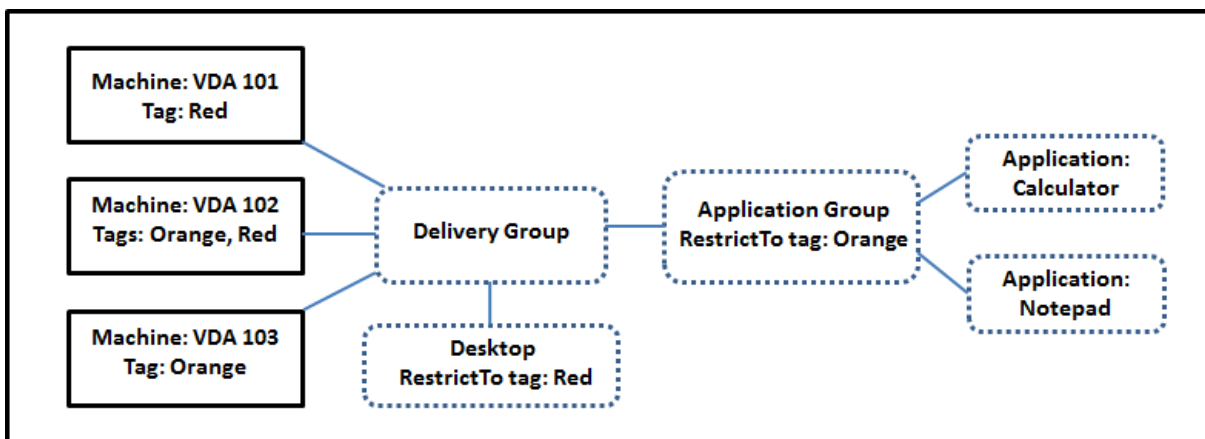 Machine: VDA 101
Tag: Red
Machine: VDA 102
Tags: Orange, Red
Machine: VDA 103
Tag: Orange
Delivery Group
Desktop
RestrictTo tag: Red
Application Group
RestrictTo tag: Orange
Application:
Calculator
Application:
Notepad